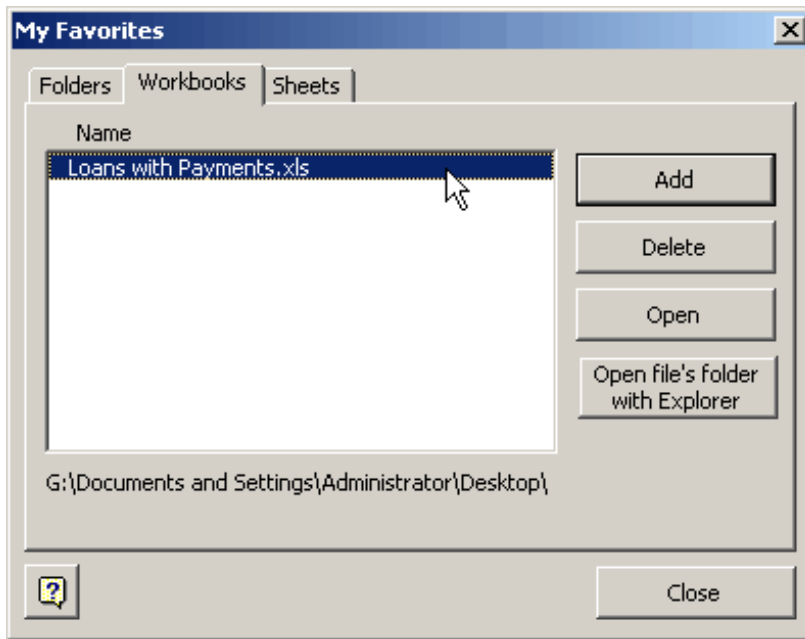 My Favorites
Folders Workbooks Sheets
Name
Loans with Payments.xls
Add
Delete
Open
Open file's folder
with Explorer
G:\Documents and Settings\Administrator\Desktop\
?
Close